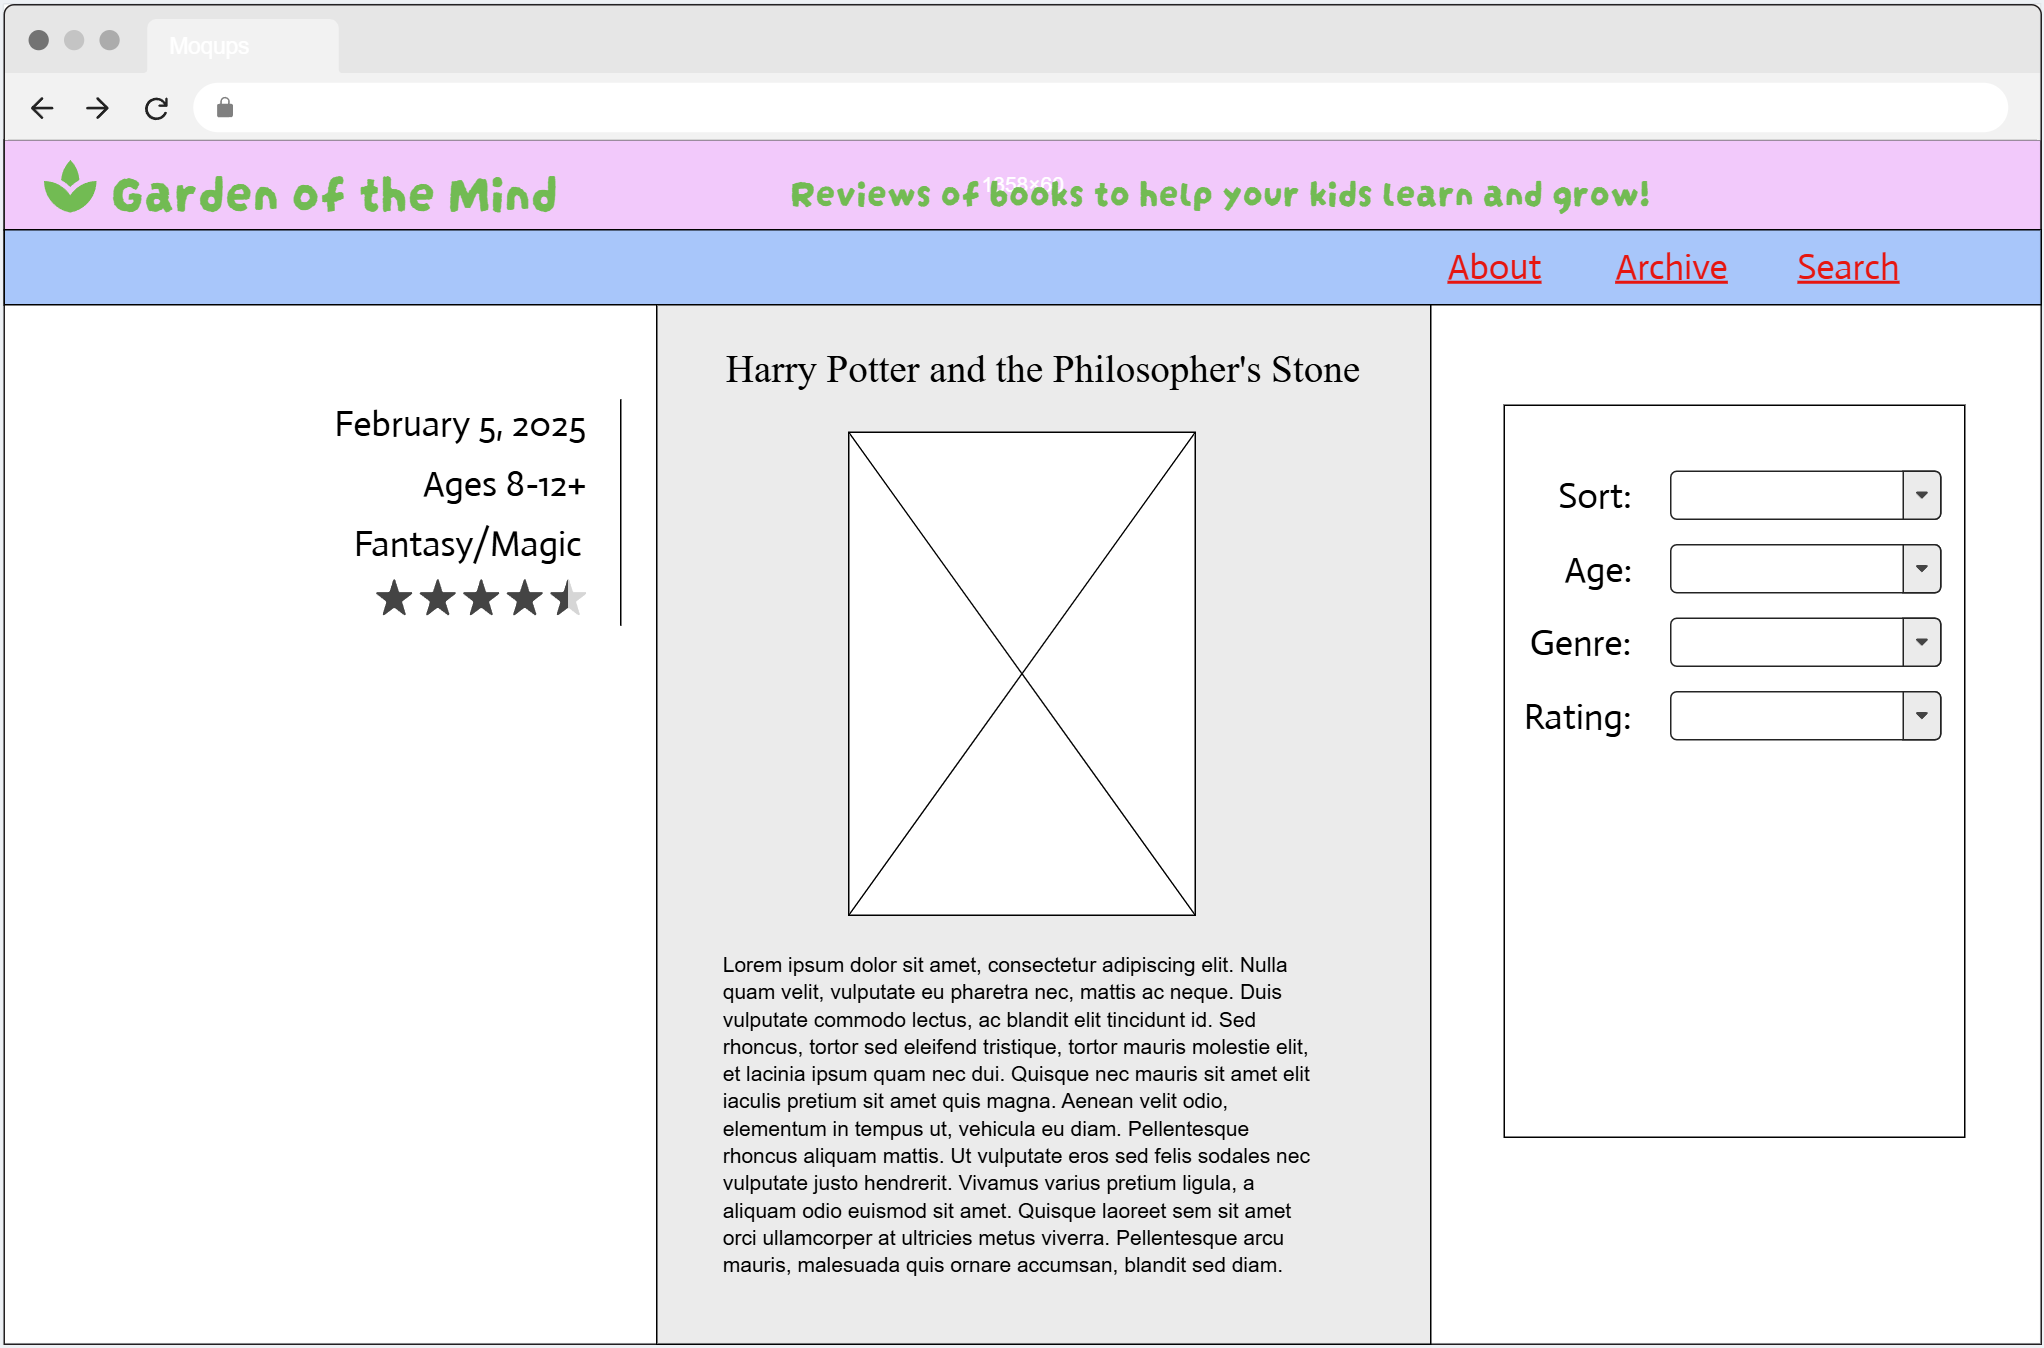 Moqups
Garden of the Mind
Reviews of books to help your kids learn and grow!
1358×60
About Archive Search
February 5, 2025
Ages 8-12+
Fantasy/Magic
Harry Potter and the Philosopher's Stone
Lorem ipsum dolor sit amet, consectetur adipiscing elit. Nulla
quam velit, vulputate eu pharetra nec, mattis ac neque. Duis
vulputate commodo lectus, ac blandit elit tincidunt id. Sed
rhoncus, tortor sed eleifend tristique, tortor mauris molestie elit,
et lacinia ipsum quam nec dui. Quisque nec mauris sit amet elit
iaculis pretium sit amet quis magna. Aenean velit odio,
elementum in tempus ut, vehicula eu diam. Pellentesque
rhoncus aliquam mattis. Ut vulputate eros sed felis sodales nec
vulputate justo hendrerit. Vivamus varius pretium ligula, a
aliquam odio euismod sit amet. Quisque laoreet sem sit amet
orci ullamcorper at ultricies metus viverra. Pellentesque arcu
mauris, malesuada quis ornare accumsan, blandit sed diam.
Sort:
Age:
Genre:
Rating: